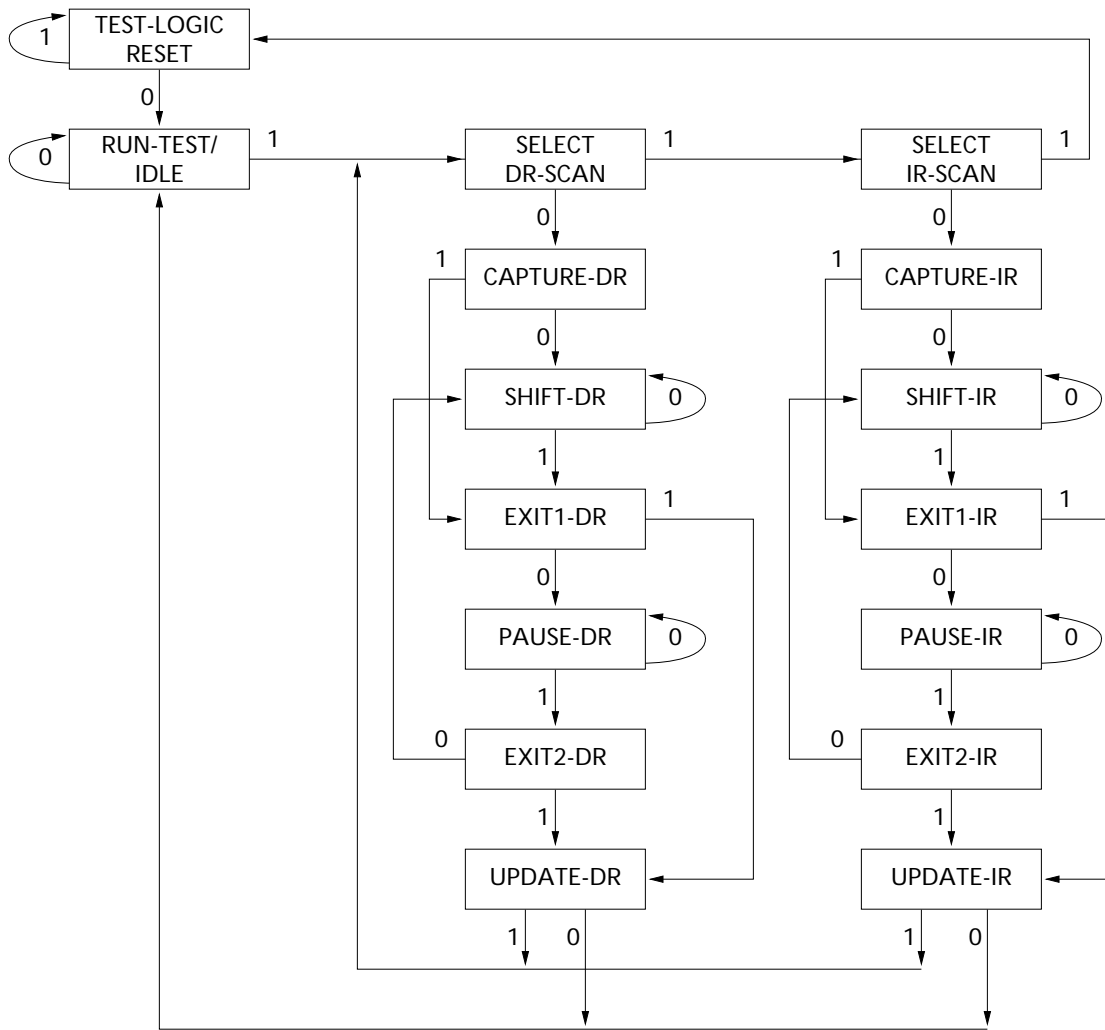 TEST-LOGIC
RESET
1
0
RUN-TEST/
IDLE
0
1
SELECT
DR-SCAN
1
SELECT
IR-SCAN
1
0
0
1
CAPTURE-DR
1
CAPTURE-IR
0
0
SHIFT-DR
0
SHIFT-IR
0
1
1
EXIT1-DR
1
EXIT1-IR
1
0
0
PAUSE-DR
0
PAUSE-IR
0
1
1
0
EXIT2-DR
0
EXIT2-IR
1
1
UPDATE-DR
UPDATE-IR
1
0
1
0